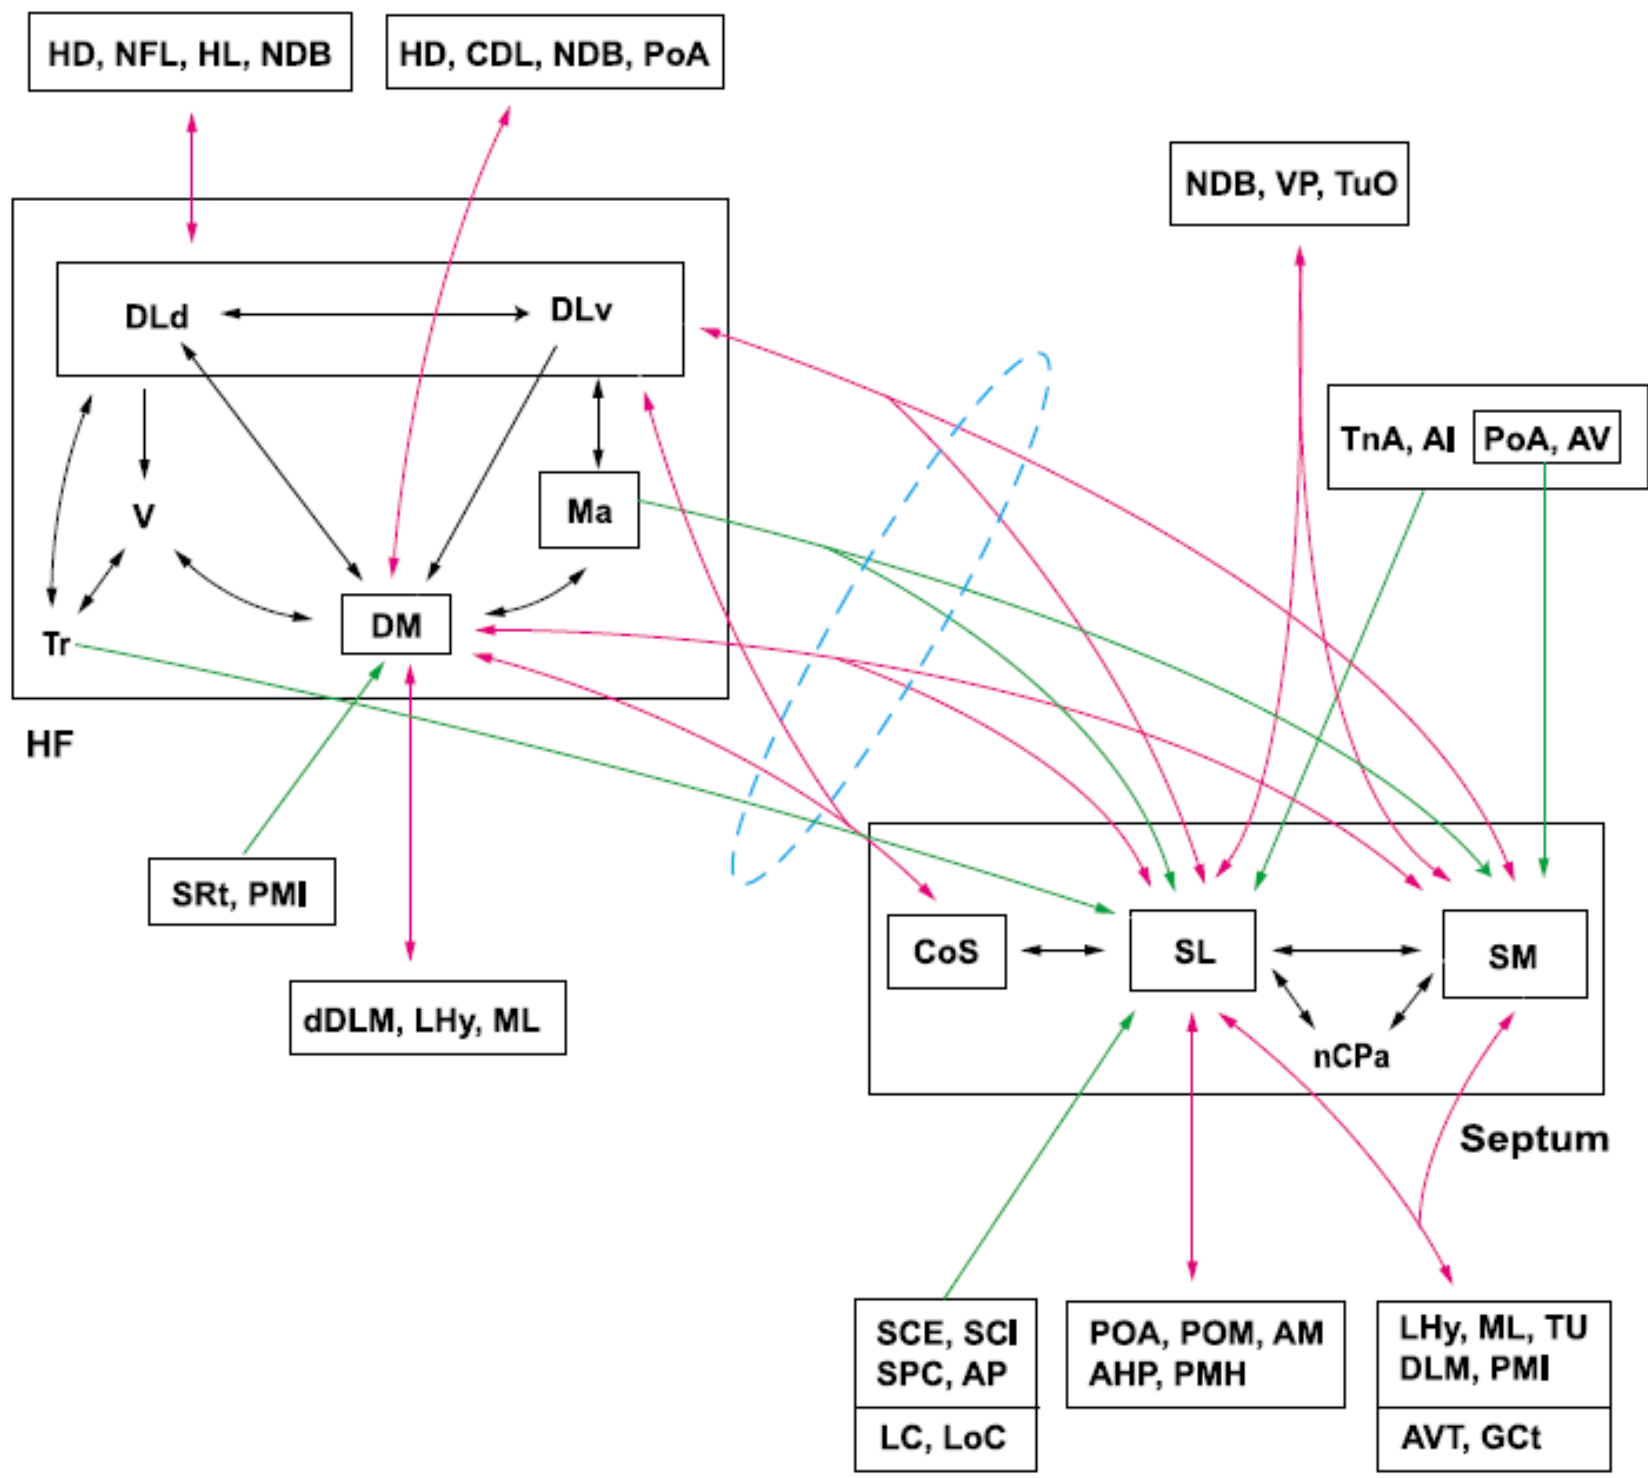 HD, NFL, HL, NDB
HD, CDL, NDB, PoA
NDB, VP, TuO
DLd
DLv
TnA, AI
PoA, AV
V
Ma
DM
Tr
HF
SRt, PMI
dDLM, LHy, ML
CoS
SL
SM
nCPa
Septum
SCE, SCI
SPC, AP
LC, LoC
POA, POM, AM
AHP, PMH
LHy, ML, TU
DLM, PMI
AVT, GCt